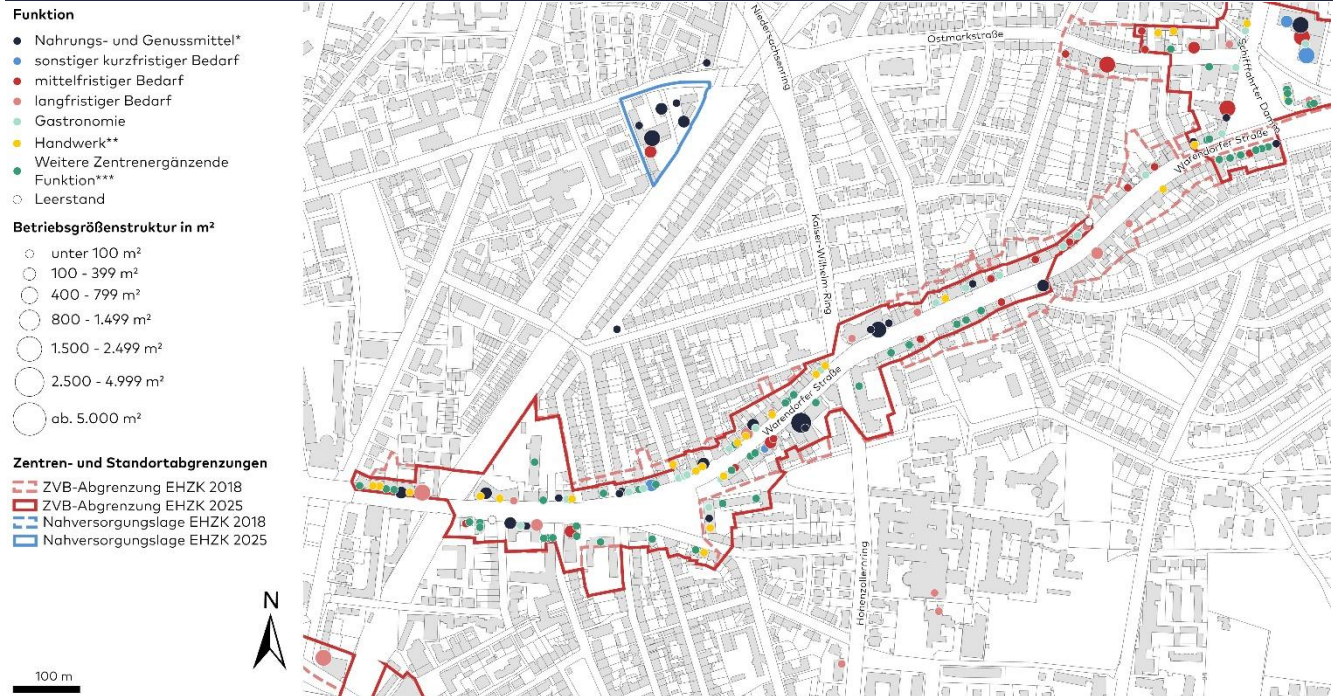 Funktion
Nahrungs- und Genussmittel*
sonstiger kurzfristiger Bedarf
mittelfristiger Bedarf
langfristiger Bedarf
Gastronomie
Handwerk**
Weitere Zentrenergänzende
Funktion***
Leerstand
Betriebsgrößenstruktur in m²
unter 100 m²
100 - 399 m²
400 - 799 m²
800 - 1.499 m²
1.500 - 2.499 m²
2.500 - 4.999 m²
ab. 5.000 m²
Zentren- und Standortabgrenzungen
ZVB-Abgrenzung EHZK 2018
ZVB-Abgrenzung EHZK 2025
Nahversorgungslage EHZK 2018
Nahversorgungslage EHZK 2025
N
100 m
Niedersachsenring
Ostmarkstraße
Schifffahrter Damm
Warendorfer Straße
Kaiser-Wilhelm-Ring
Warendorfer Straße
Hohenzollernring